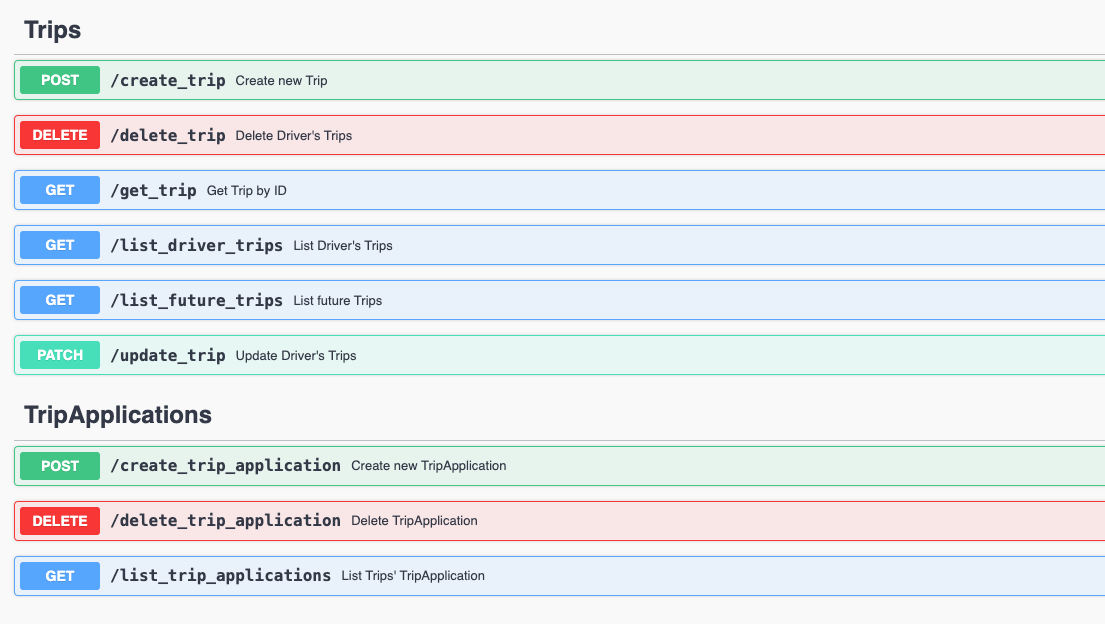 Trips
POST /create_trip Create new Trip
DELETE /delete_trip Delete Driver's Trips
GET /get_trip Get Trip by ID
GET /list_driver_trips List Driver's Trips
GET /list_future_trips List future Trips
PATCH /update_trip Update Driver's Trips
TripApplications
POST /create_trip_application Create new TripApplication
DELETE /delete_trip_application Delete TripApplication
GET /list_trip_applications List Trips' TripApplication